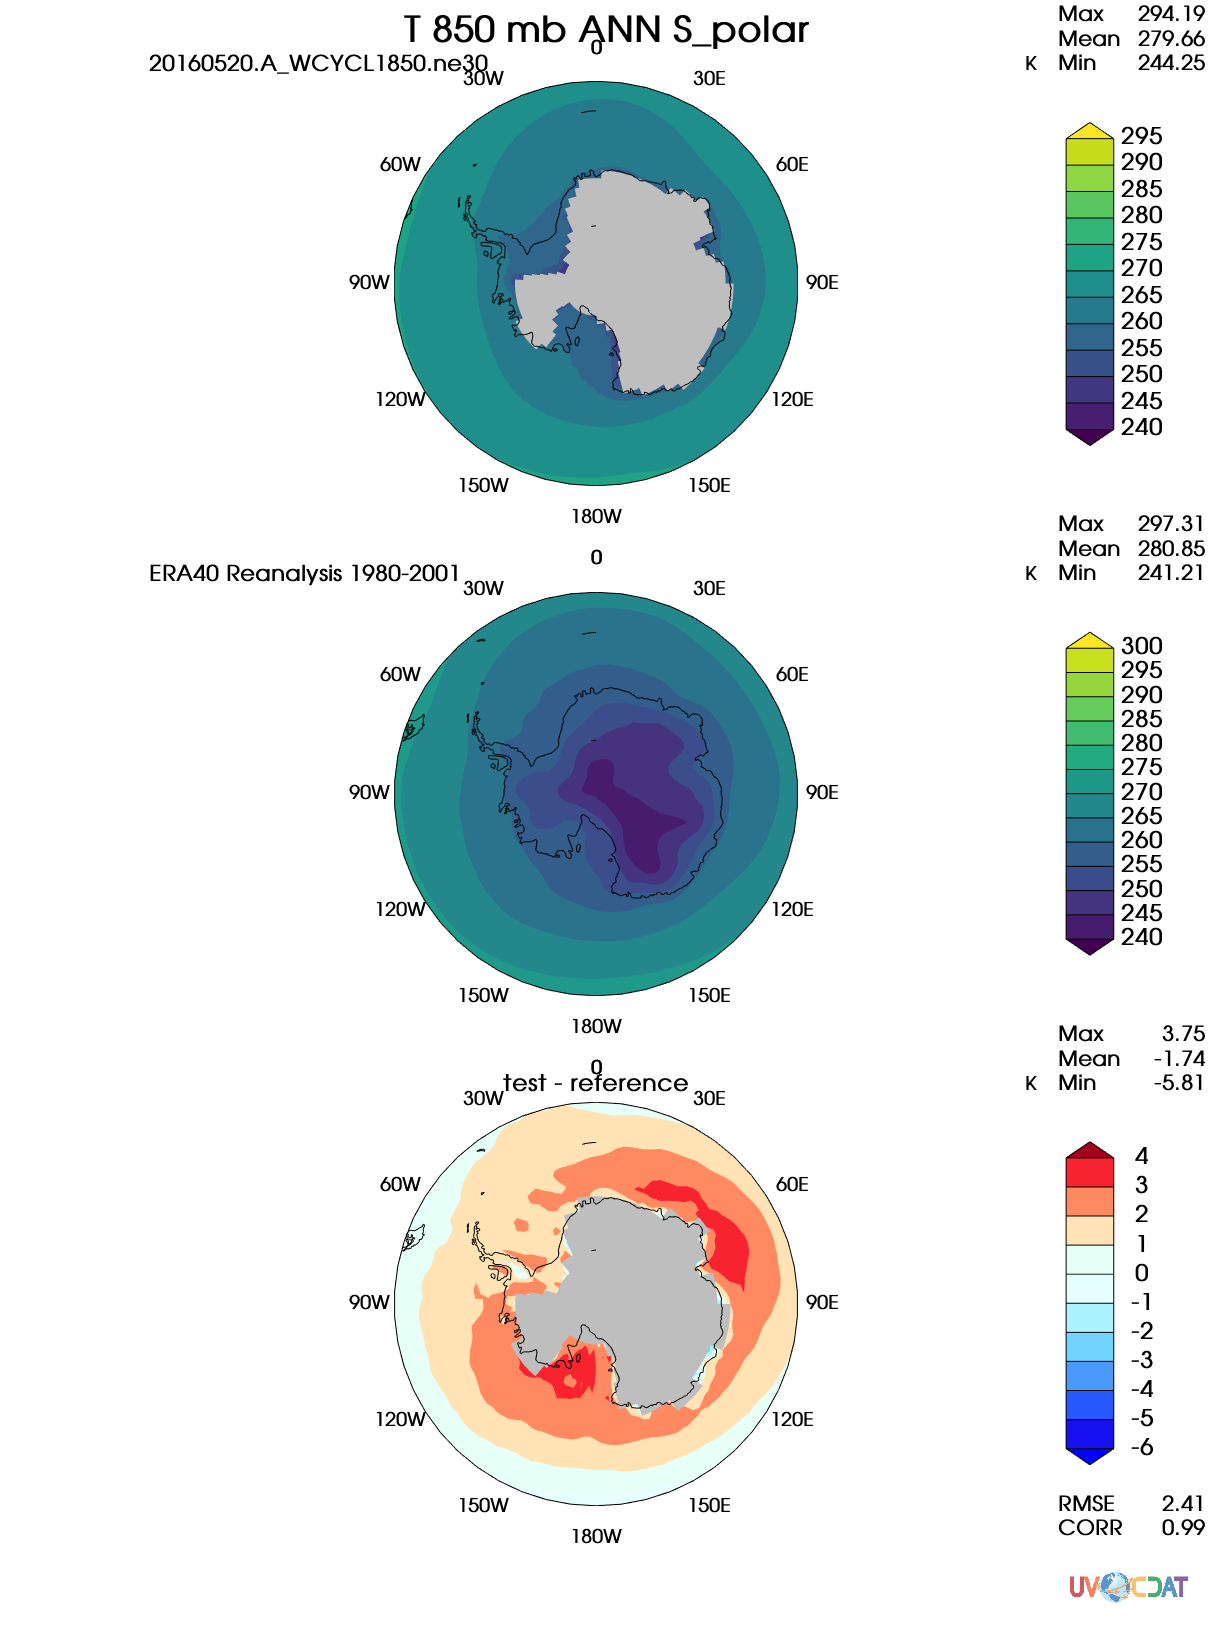 T 850 mb ANN S_polar
20160520.A_WCYCL1850.ne30
Max 294.19
Mean 279.66
K Min 244.25
0
30W 30E
60W 60E
90W 90E
120W 120E
150W 150E
180W
295
290
285
280
275
270
265
260
255
250
245
240
ERA40 Reanalysis 1980-2001
Max 297.31
Mean 280.85
K Min 241.21
0
30W 30E
60W 60E
90W 90E
120W 120E
150W 150E
180W
300
295
290
285
280
275
270
265
260
255
250
245
240
test - reference
Max 3.75
Mean -1.74
K Min -5.81
0
30W 30E
60W 60E
90W 90E
120W 120E
150W 150E
180W
4
3
2
1
0
-1
-2
-3
-4
-5
-6
RMSE 2.41
CORR 0.99
UV CDAT